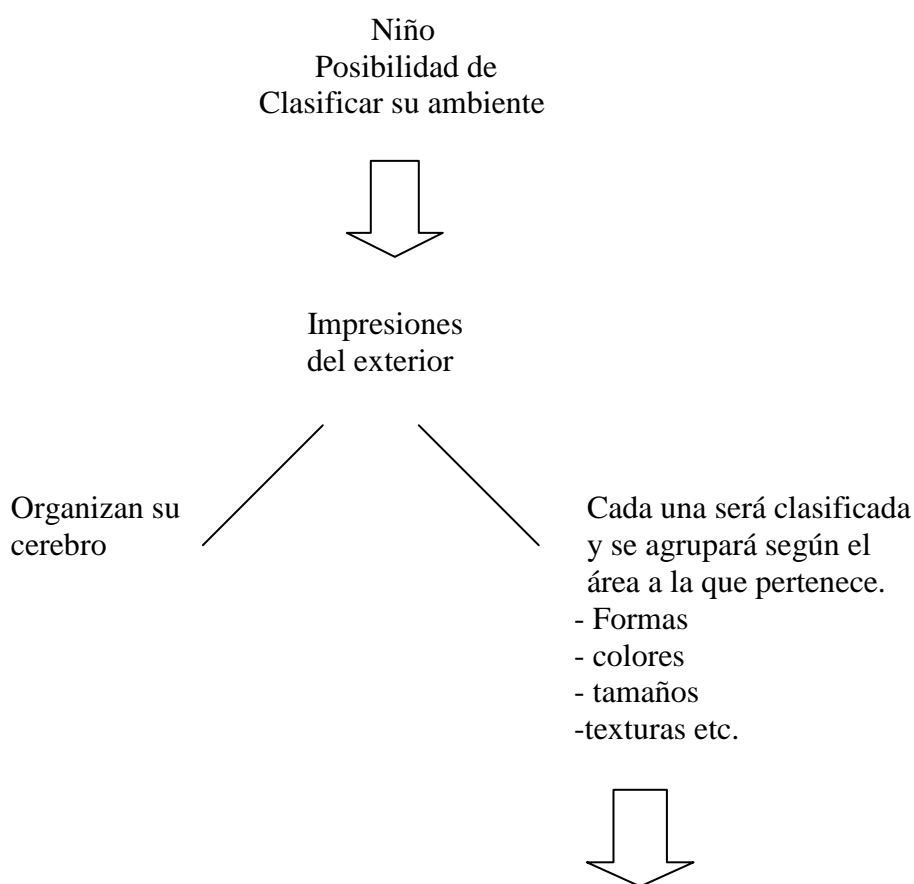 Niño
Posibilidad de
Clasificar su ambiente
Impresiones
del exterior
Organizan su
cerebro
Cada una será clasificada
y se agrupará según el
área a la que pertenece.
- Formas
- colores
- tamaños
-texturas etc.